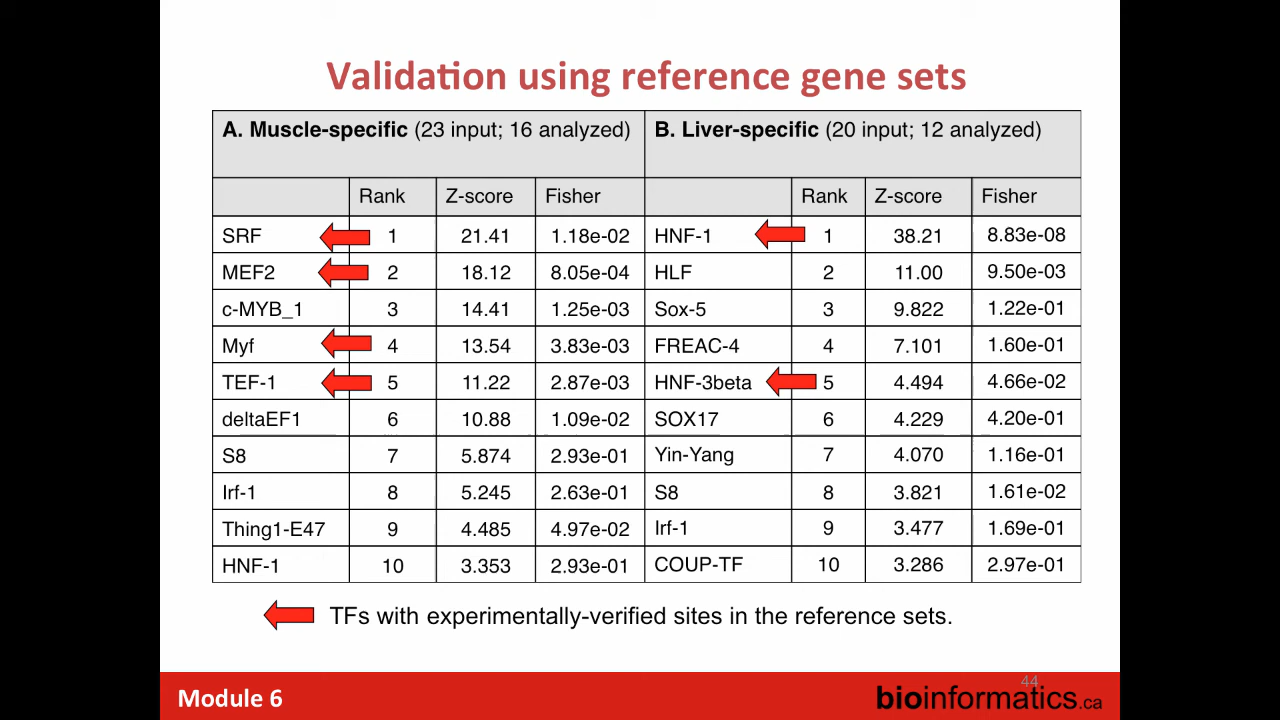 Validation using reference gene sets
A. Muscle-specific (23 input; 16 analyzed) B. Liver-specific (20 input; 12 analyzed)
Rank Z-score Fisher Rank Z-score Fisher
SRF 1 21.41 1.18e-02 HNF-1 1 38.21 8.83e-08
MEF2 2 18.12 8.05e-04 HLF 2 11.00 9.50e-03
c-MYB_1 3 14.41 1.25e-03 Sox-5 3 9.822 1.22e-01
Myf 4 13.54 3.83e-03 FREAC-4 4 7.101 1.60e-01
TEF-1 5 11.22 2.87e-03 HNF-3beta 5 4.494 4.66e-02
deltaEF1 6 10.88 1.09e-02 SOX17 6 4.229 4.20e-01
S8 7 5.874 2.93e-01 Yin-Yang 7 4.070 1.16e-01
Irf-1 8 5.245 2.63e-01 S8 8 3.821 1.61e-02
Thing1-E47 9 4.485 4.97e-02 Irf-1 9 3.477 1.69e-01
HNF-1 10 3.353 2.93e-01 COUP-TF 10 3.286 2.97e-01
TFs with experimentally-verified sites in the reference sets.
44
Module 6 bioinformatics.ca